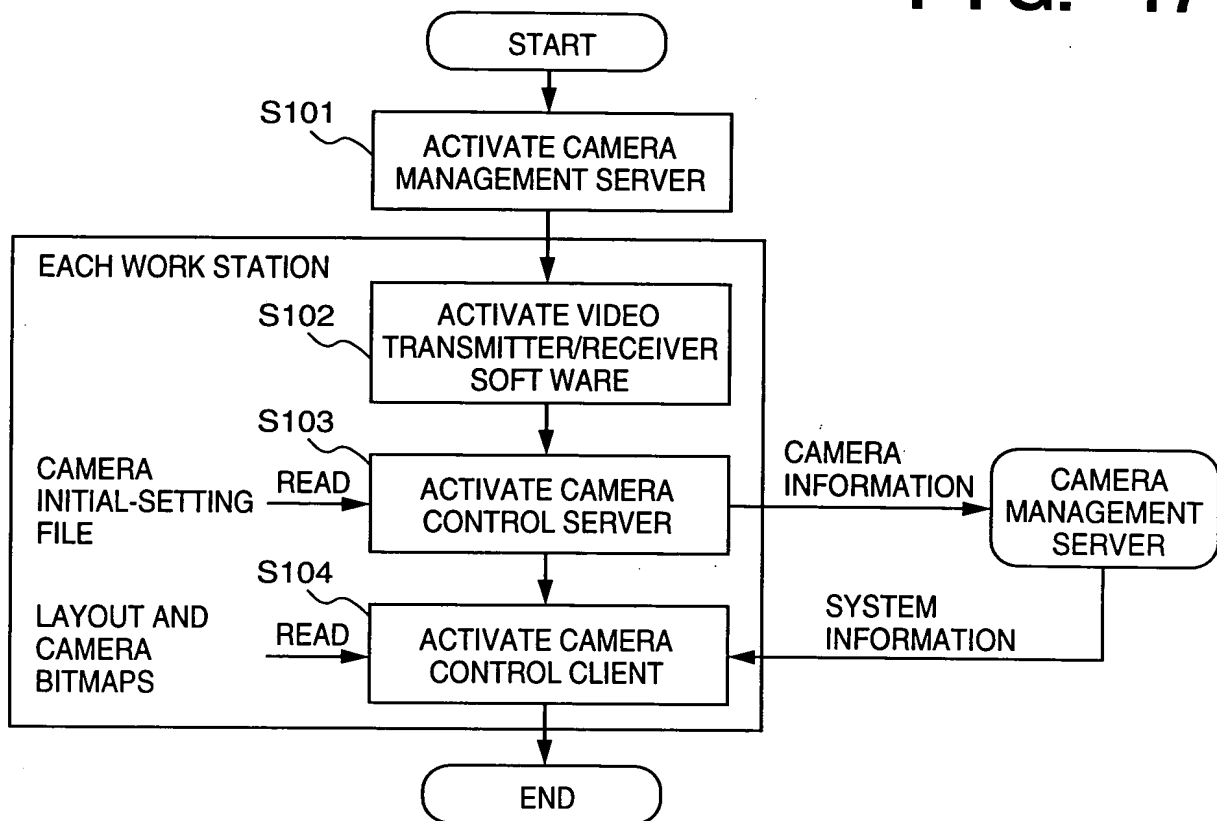 FIG. 17
START
S101
ACTIVATE CAMERA
MANAGEMENT SERVER
EACH WORK STATION
S102
ACTIVATE VIDEO
TRANSMITTER/RECEIVER
SOFT WARE
S103
CAMERA
INITIAL-SETTING
FILE
READ
ACTIVATE CAMERA
CONTROL SERVER
CAMERA
INFORMATION
CAMERA
MANAGEMENT
SERVER
S104
LAYOUT AND
CAMERA
BITMAPS
READ
ACTIVATE CAMERA
CONTROL CLIENT
SYSTEM
INFORMATION
END